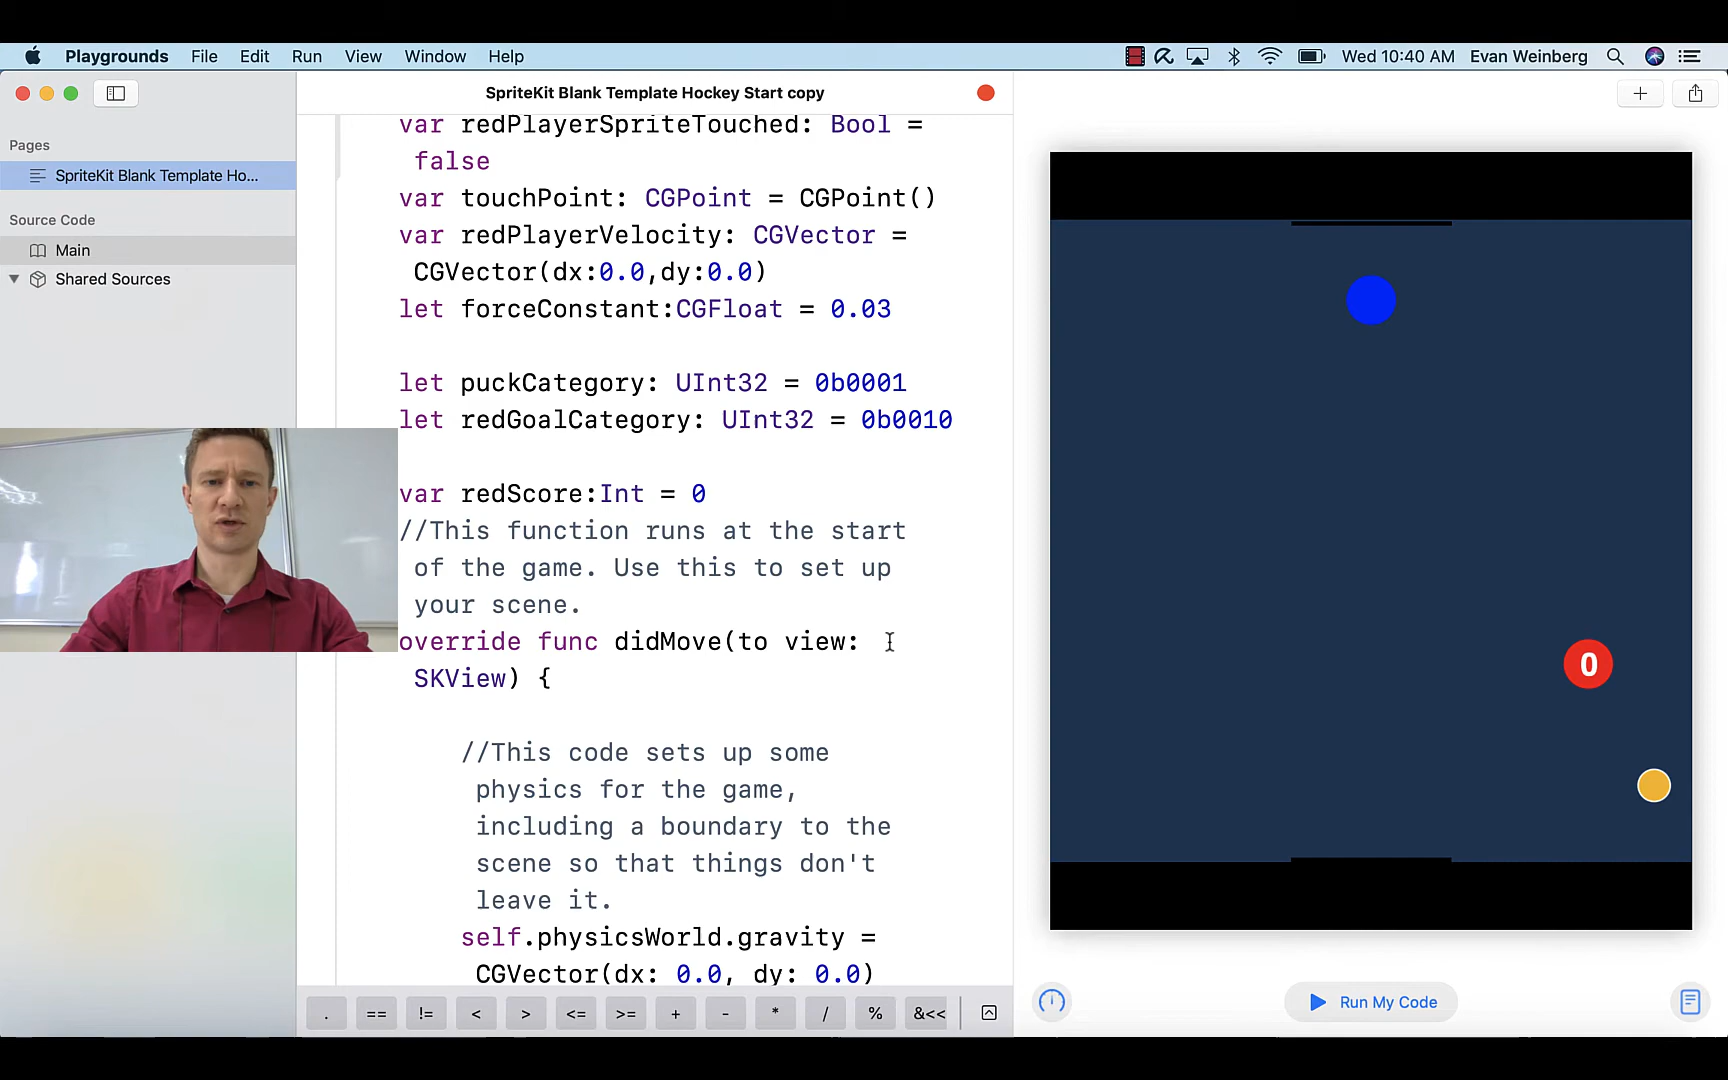 Playgrounds File Edit Run View Window Help Wed 10:40 AM Evan Weinberg
SpriteKit Blank Template Hockey Start copy
Pages
SpriteKit Blank Template Ho...
Source Code
Main
Shared Sources
var redPlayerSpriteTouched: Bool =
false
var touchPoint: CGPoint = CGPoint()
var redPlayerVelocity: CGVector =
CGVector(dx:0.0,dy:0.0)
let forceConstant:CGFloat = 0.03
let puckCategory: UInt32 = 0b0001
let redGoalCategory: UInt32 = 0b0010
var redScore:Int = 0
//This function runs at the start
of the game. Use this to set up
your scene.
override func didMove(to view:
SKView) {
//This code sets up some
physics for the game,
including a boundary to the
scene so that things don't
leave it.
self.physicsWorld.gravity =
CGVector(dx: 0.0, dy: 0.0)
. == != < > <= >= + - * / % &<<
0
Run My Code